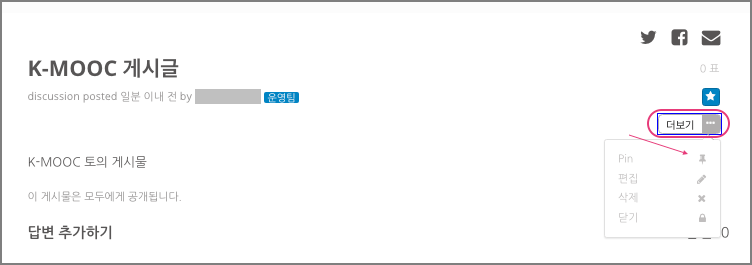 K-MOOC 게시글
0 표
discussion posted 일분 이내 전 by 운영팀
더보기
K-MOOC 토의 게시물
Pin
편집
이 게시물은 모두에게 공개됩니다.
삭제
닫기
답변 추가하기
0